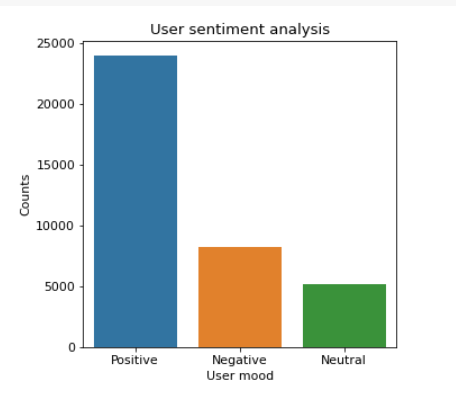 User sentiment analysis
25000
20000
15000
10000
5000
0
Counts
Positive Negative Neutral
User mood